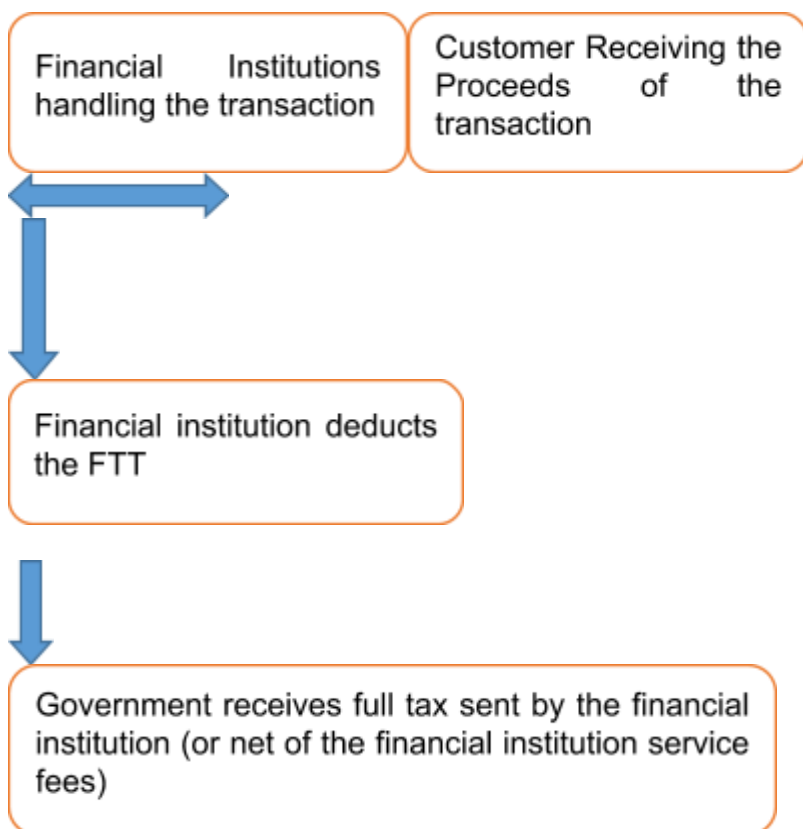 Financial Institutions
handling the transaction
Customer Receiving the
Proceeds of the
transaction
Financial institution deducts
the FTT
Government receives full tax sent by the financial
institution (or net of the financial institution service
fees)